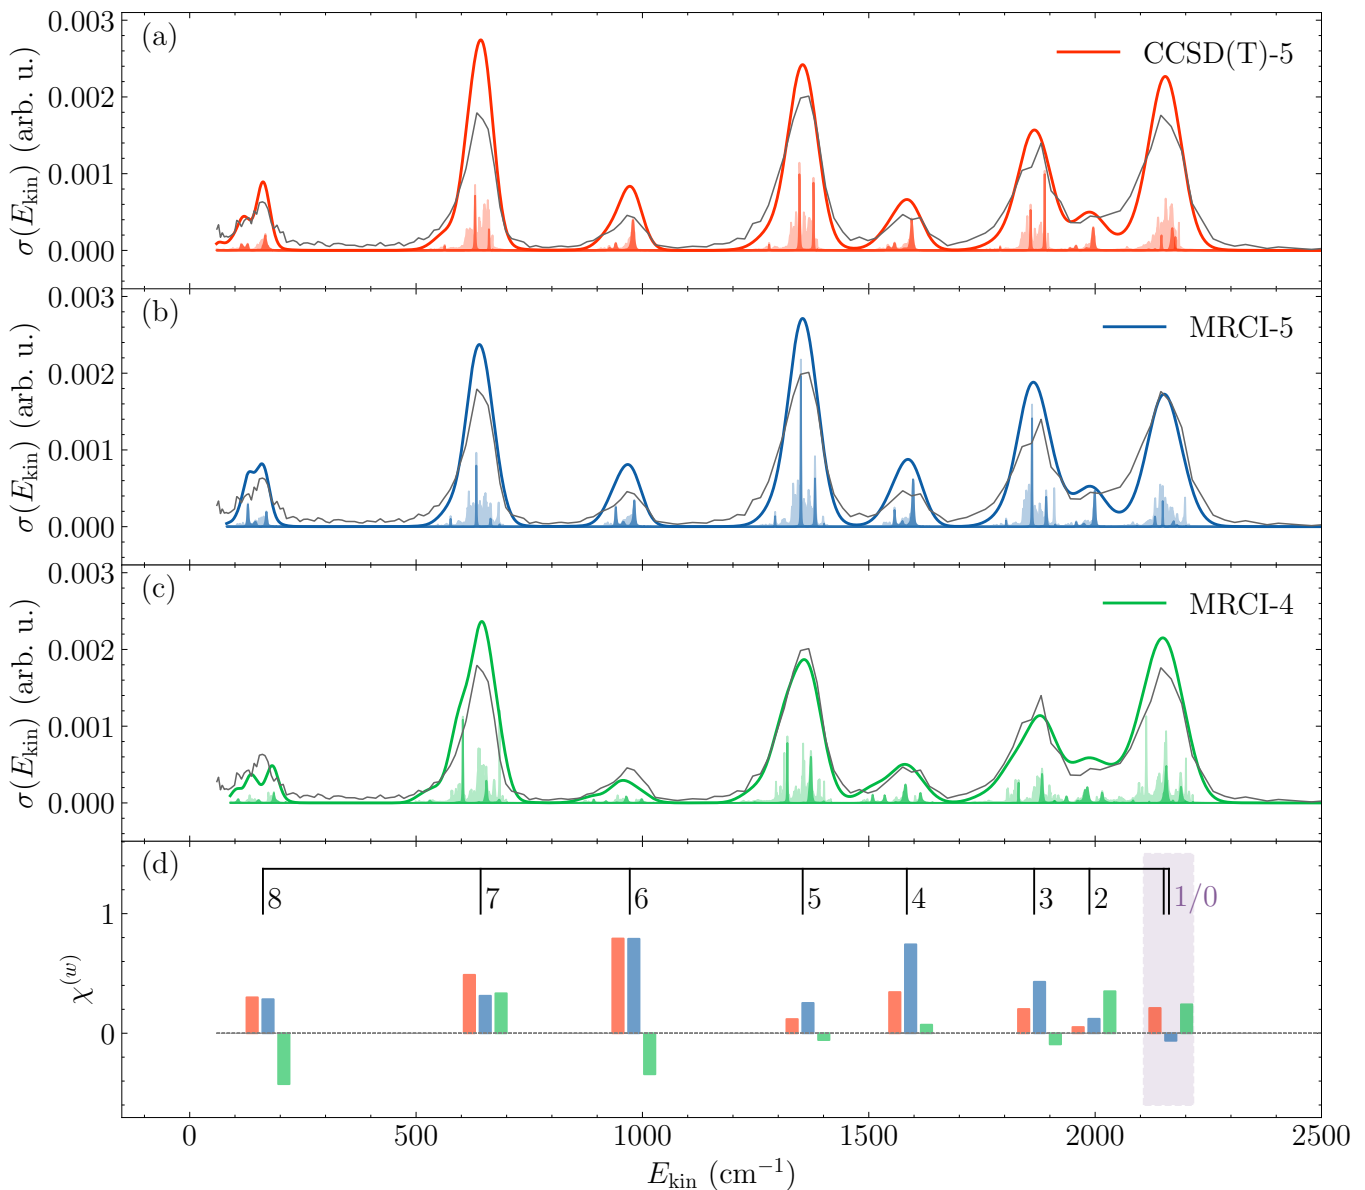 (a)
CCSD(T)-5
0.003
0.002
0.001
0.000
σ(E_kin) (arb. u.)
(b)
MRCI-5
0.003
0.002
0.001
0.000
σ(E_kin) (arb. u.)
(c)
MRCI-4
0.003
0.002
0.001
0.000
σ(E_kin) (arb. u.)
(d)
8 7 6 5 4 3 2 1/0
1
0
χ^(w)
0 500 1000 1500 2000 2500
E_kin (cm⁻¹)